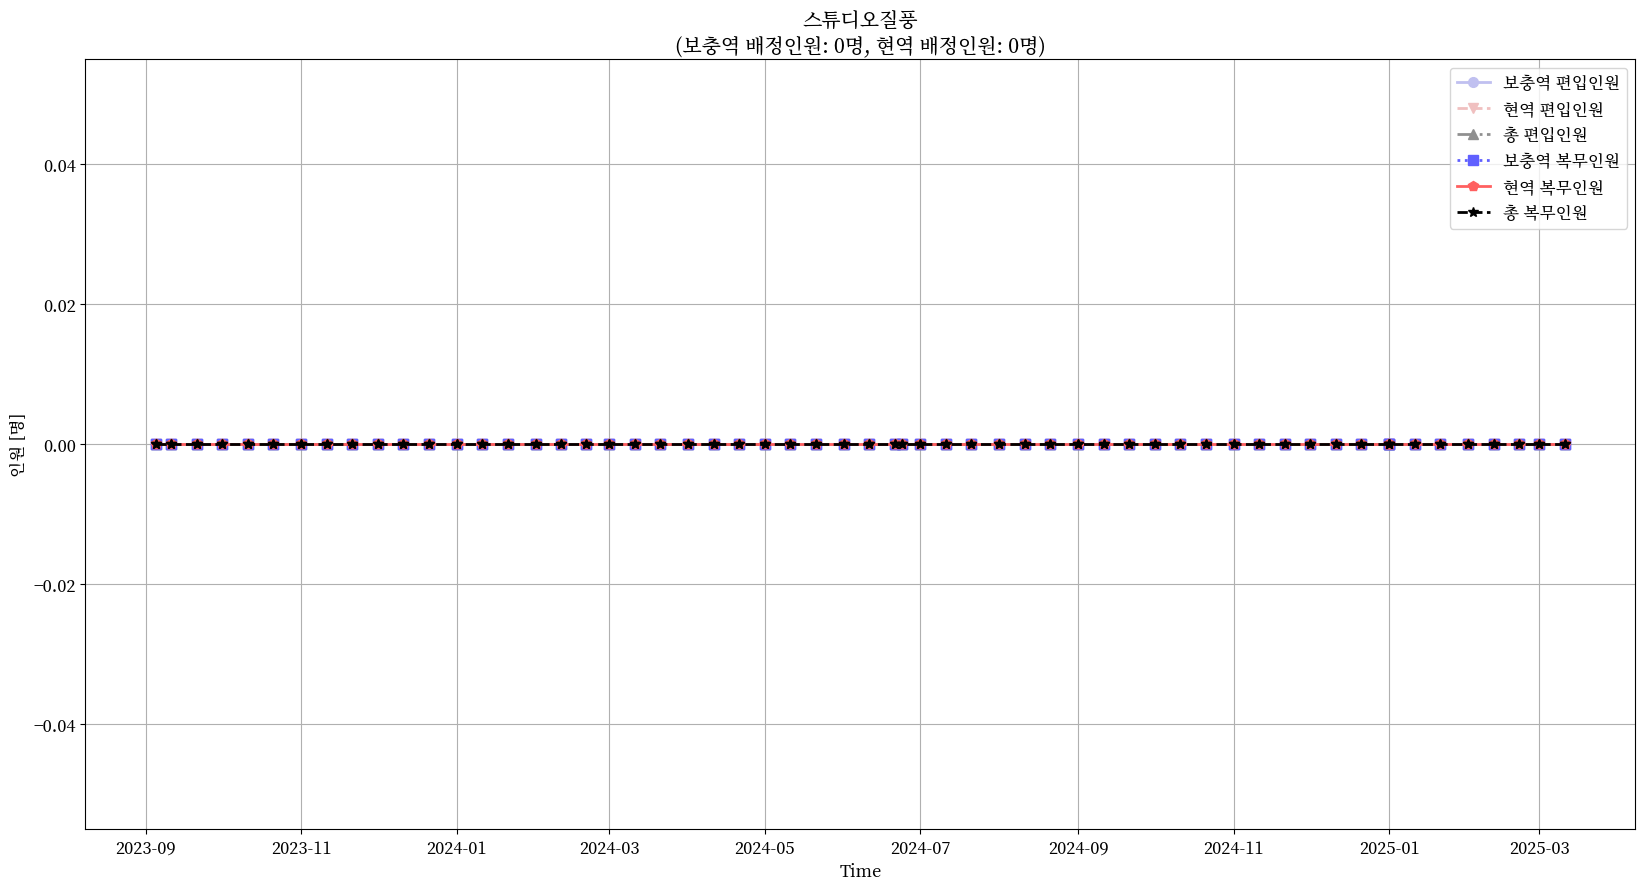 스튜디오질풍
(보충역 배정인원: 0명, 현역 배정인원: 0명)
보충역 편입인원
현역 편입인원
총 편입인원
보충역 복무인원
현역 복무인원
총 복무인원
인원 [명]
0.04
0.02
0.00
−0.02
−0.04
2023-09 2023-11 2024-01 2024-03 2024-05 2024-07 2024-09 2024-11 2025-01 2025-03
Time